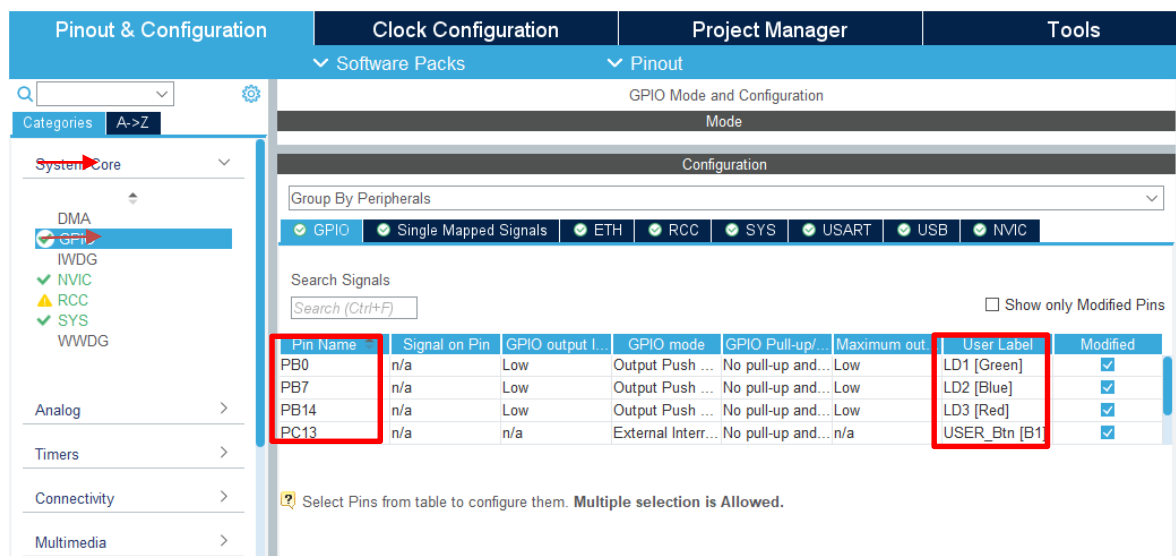 Pinout & Configuration Clock Configuration Project Manager Tools
Software Packs Pinout
GPIO Mode and Configuration
Mode
Categories A->Z
System Core
Configuration
Group By Peripherals
DMA
GPIO
IWDG
NVIC
RCC
SYS
WWDG
GPIO Single Mapped Signals ETH RCC SYS USART USB NVIC
Search Signals
Search (Ctrl+F)
Show only Modified Pins
Pin Name Signal on Pin GPIO output l... GPIO mode GPIO Pull-up/... Maximum out... User Label Modified
PB0 n/a Low Output Push ... No pull-up and... Low LD1 [Green]
PB7 n/a Low Output Push ... No pull-up and... Low LD2 [Blue]
PB14 n/a Low Output Push ... No pull-up and... Low LD3 [Red]
PC13 n/a n/a External Interr... No pull-up and... n/a USER_Btn [B1]
Analog
Timers
Connectivity
Multimedia
Select Pins from table to configure them. Multiple selection is Allowed.